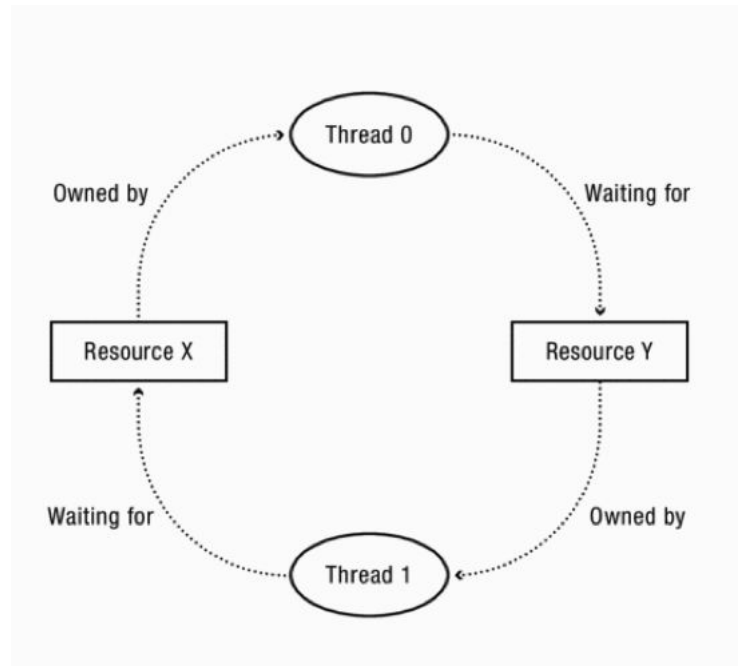 Thread 0
Owned by
Waiting for
Resource X
Resource Y
Waiting for
Owned by
Thread 1